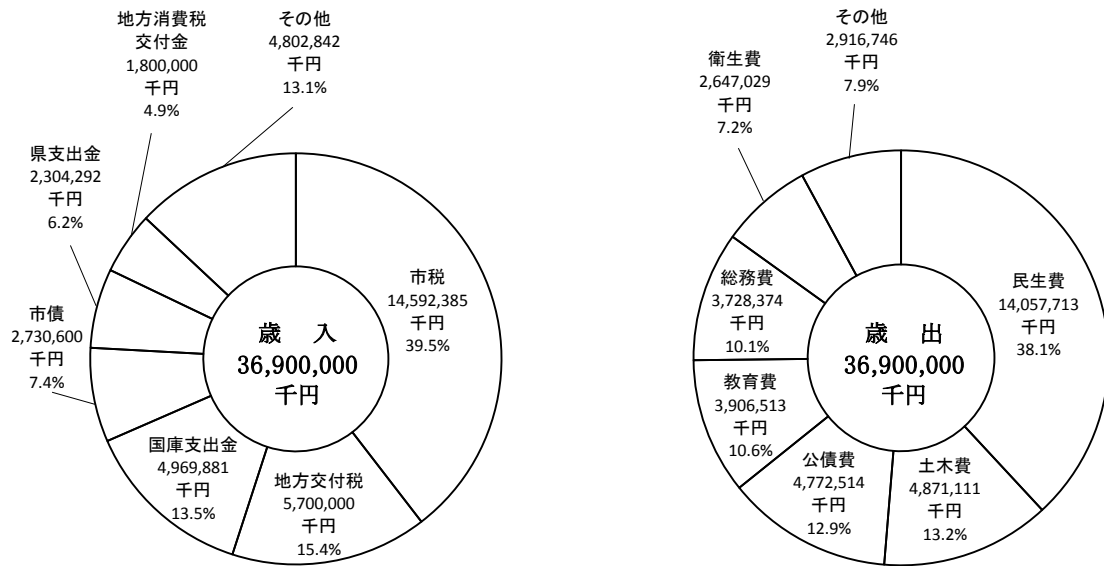 歳　入
36,900,000
千円
市税
14,592,385
千円
39.5%
地方交付税
5,700,000
千円
15.4%
国庫支出金
4,969,881
千円
13.5%
市債
2,730,600
千円
7.4%
県支出金
2,304,292
千円
6.2%
地方消費税
交付金
1,800,000
千円
4.9%
その他
4,802,842
千円
13.1%
歳　出
36,900,000
千円
民生費
14,057,713
千円
38.1%
土木費
4,871,111
千円
13.2%
公債費
4,772,514
千円
12.9%
教育費
3,906,513
千円
10.6%
総務費
3,728,374
千円
10.1%
衛生費
2,647,029
千円
7.2%
その他
2,916,746
千円
7.9%